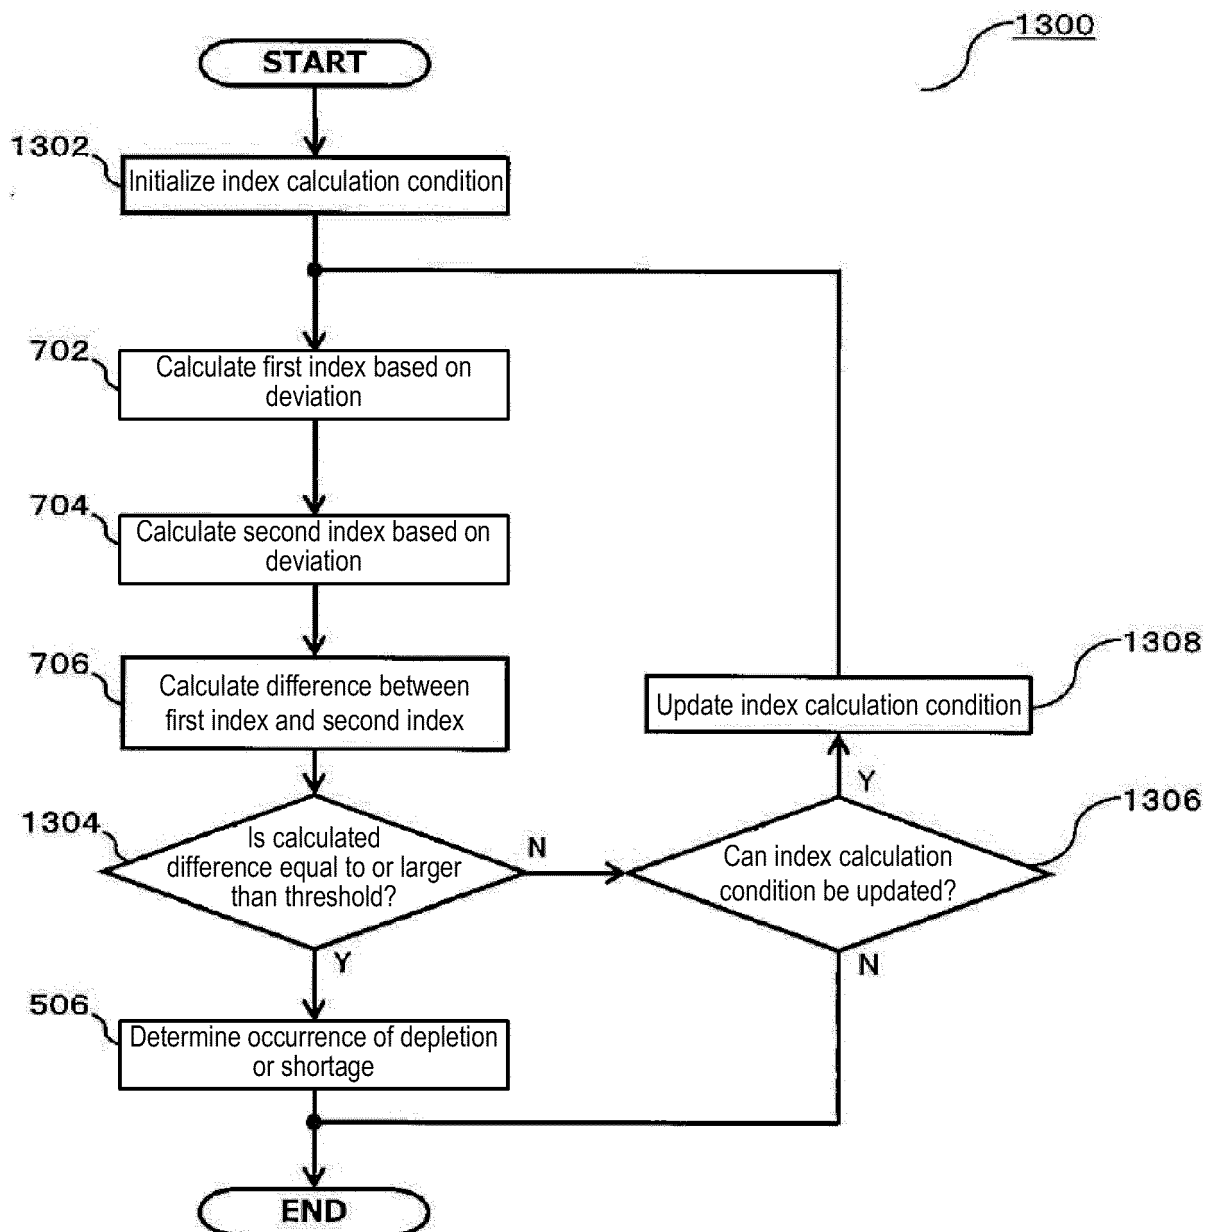 1300
START
1302
Initialize index calculation condition
702
Calculate first index based on
deviation
704
Calculate second index based on
deviation
706
Calculate difference between
first index and second index
1308
Update index calculation condition
Y
1304
Is calculated
difference equal to or larger
than threshold?
N
1306
Can index calculation
condition be updated?
Y
N
506
Determine occurrence of depletion
or shortage
END